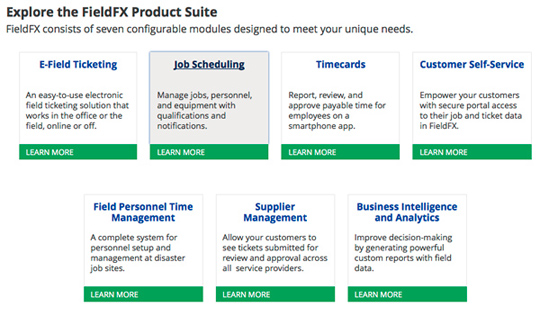 Explore the FieldFX Product Suite
FieldFX consists of seven configurable modules designed to meet your unique needs.
E-Field Ticketing
An easy-to-use electronic
field ticketing solution that
works in the office or the
field, online or off.
LEARN MORE
Job Scheduling
Manage jobs, personnel,
and equipment with
qualifications and
notifications.
LEARN MORE
Timecards
Report, review, and
approve payable time for
employees on a
smartphone app.
LEARN MORE
Customer Self-Service
Empower your customers
with secure portal access
to their job and ticket data
in FieldFX.
LEARN MORE
Field Personnel Time
Management
A complete system for
personnel setup and
management at disaster
job sites.
LEARN MORE
Supplier
Management
Allow your customers to
see tickets submitted for
review and approval across
all service providers.
LEARN MORE
Business Intelligence
and Analytics
Improve decision-making
by generating powerful
custom reports with field
data.
LEARN MORE